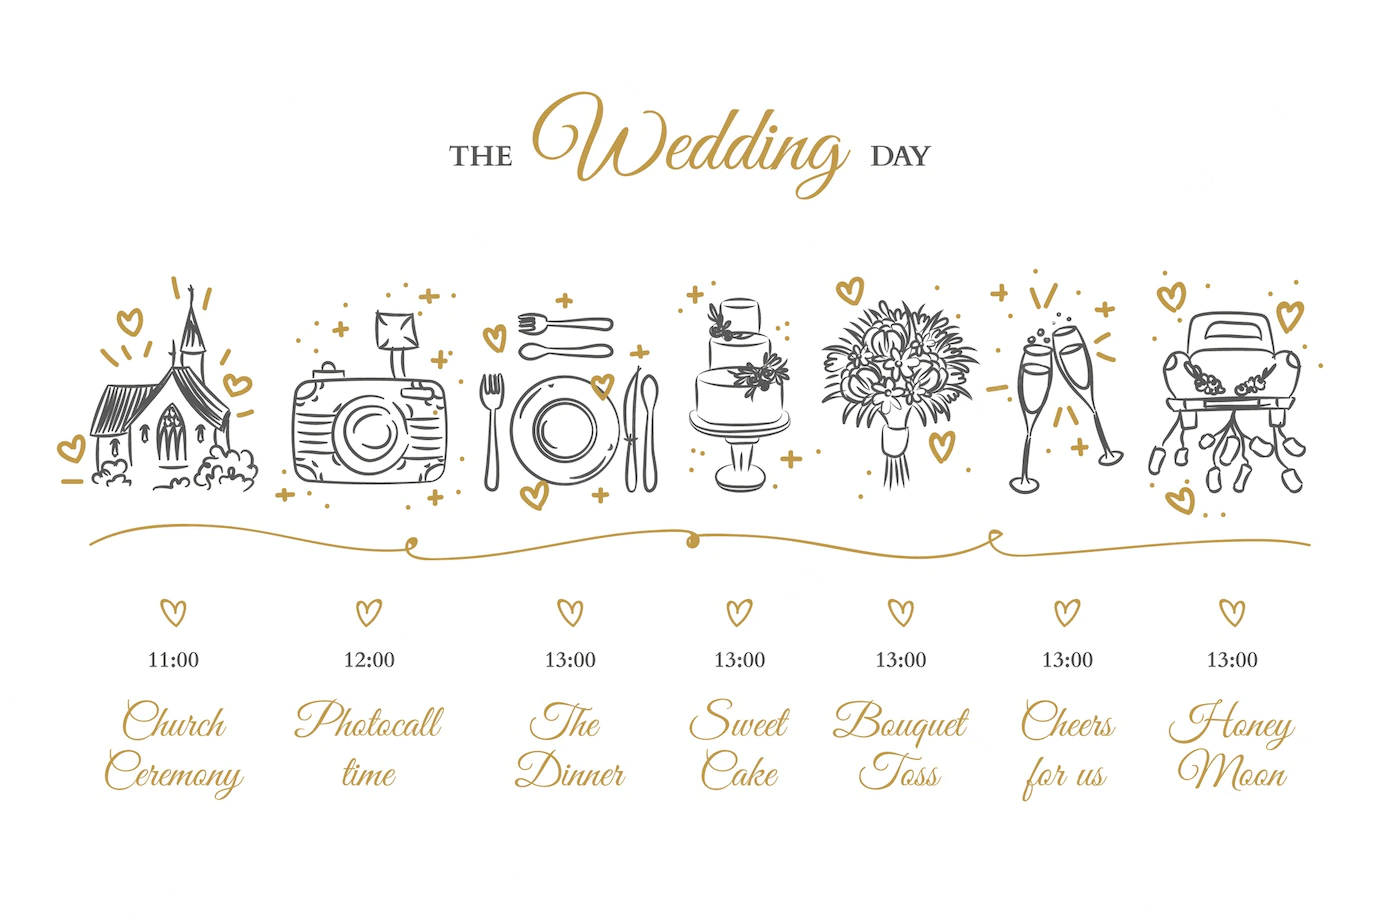 THE Wedding DAY
11:00
Church
Ceremony
12:00
Photocall
time
13:00
The
Dinner
13:00
Sweet
Cake
13:00
Bouquet
Toss
13:00
Cheers
for us
13:00
Honey
Moon